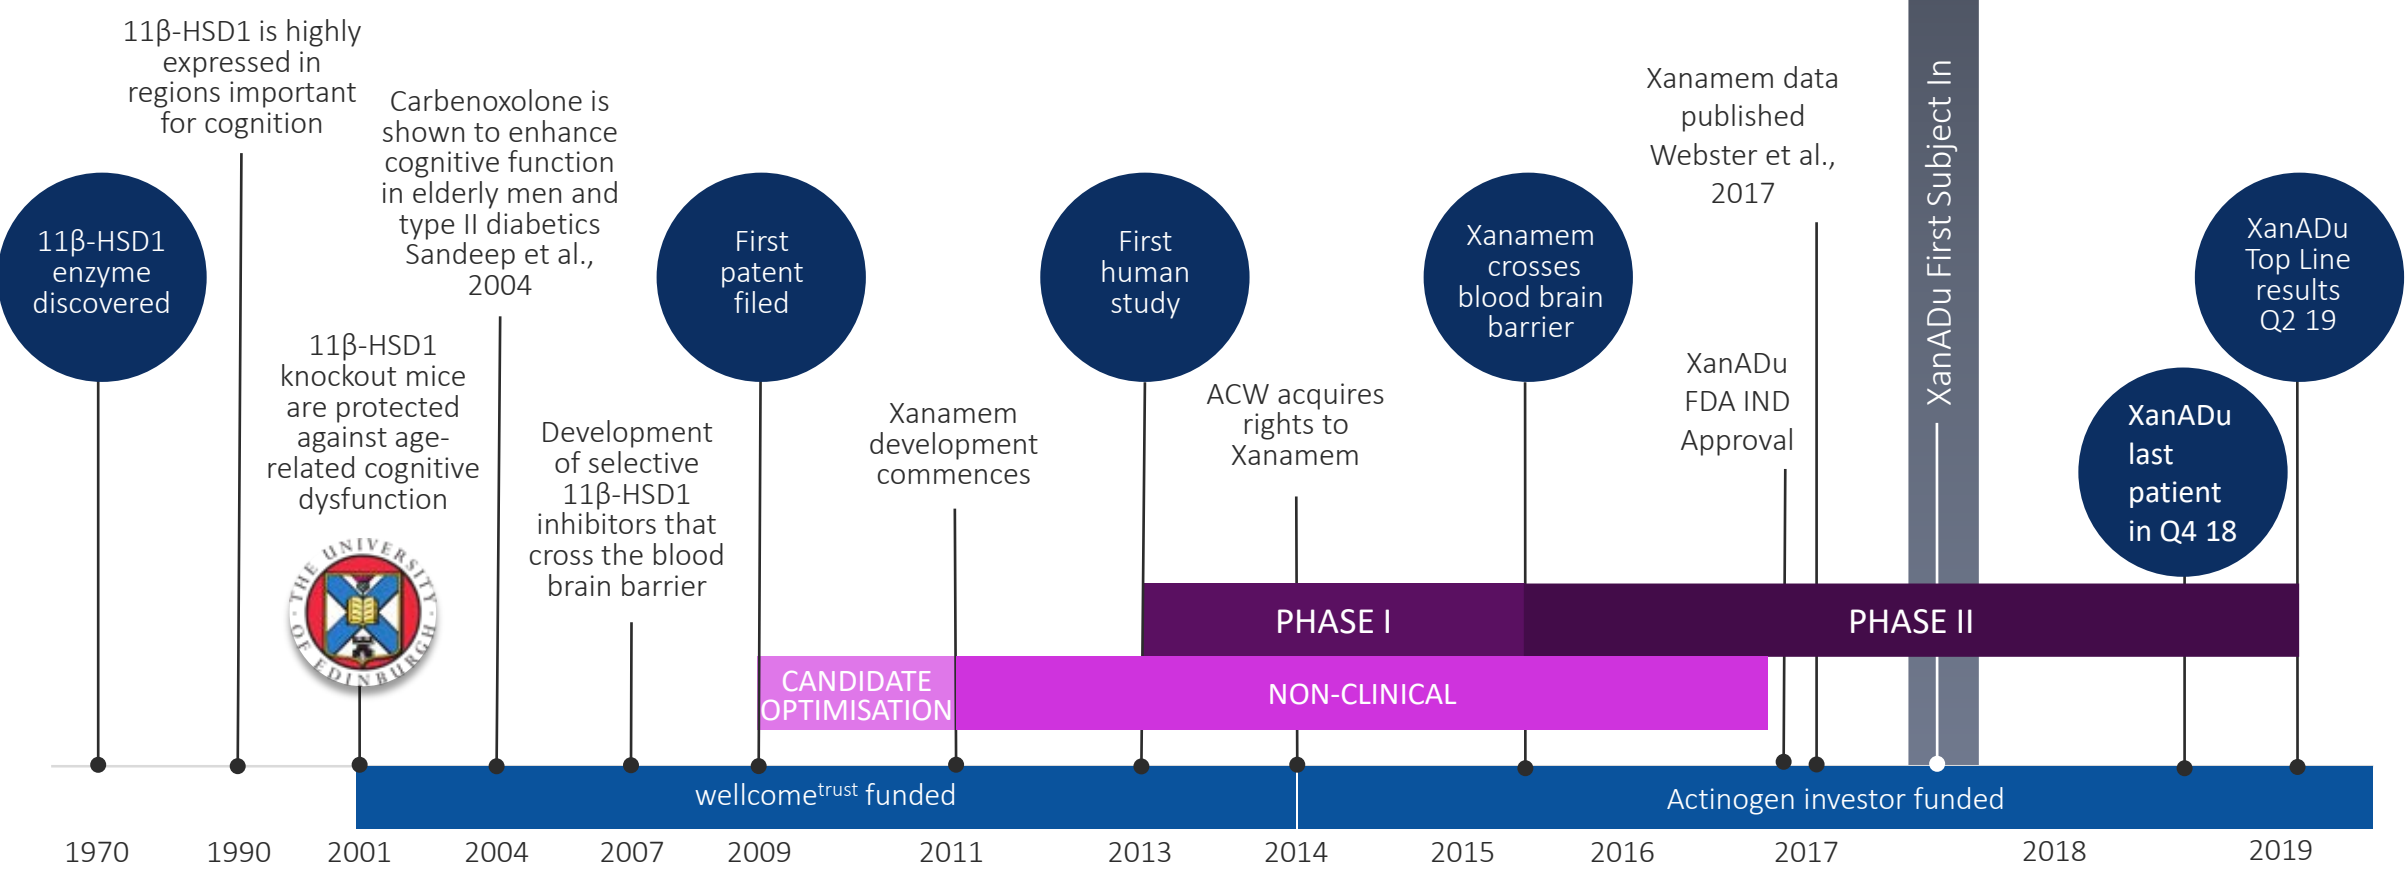 11β-HSD1
enzyme
discovered
11β-HSD1 is highly
expressed in
regions important
for cognition
11β-HSD1
knockout mice
are protected
against age-
related cognitive
dysfunction
THE UNIVERSITY
OF EDINBURGH
Carbenoxolone is
shown to enhance
cognitive function
in elderly men and
type II diabetics
Sandeep et al.,
2004
Development
of selective
11β-HSD1
inhibitors that
cross the blood
brain barrier
First
patent
filed
Xanamem
development
commences
First
human
study
ACW acquires
rights to
Xanamem
Xanamem
crosses
blood brain
barrier
Xanamem data
published
Webster et al.,
2017
XanADu
FDA IND
Approval
XanADu First Subject In
XanADu
last
patient
in Q4 18
XanADu
Top Line
results
Q2 19
PHASE I
PHASE II
CANDIDATE
OPTIMISATION
NON-CLINICAL
wellcometrust funded
Actinogen investor funded
1970
1990
2001
2004
2007
2009
2011
2013
2014
2015
2016
2017
2018
2019